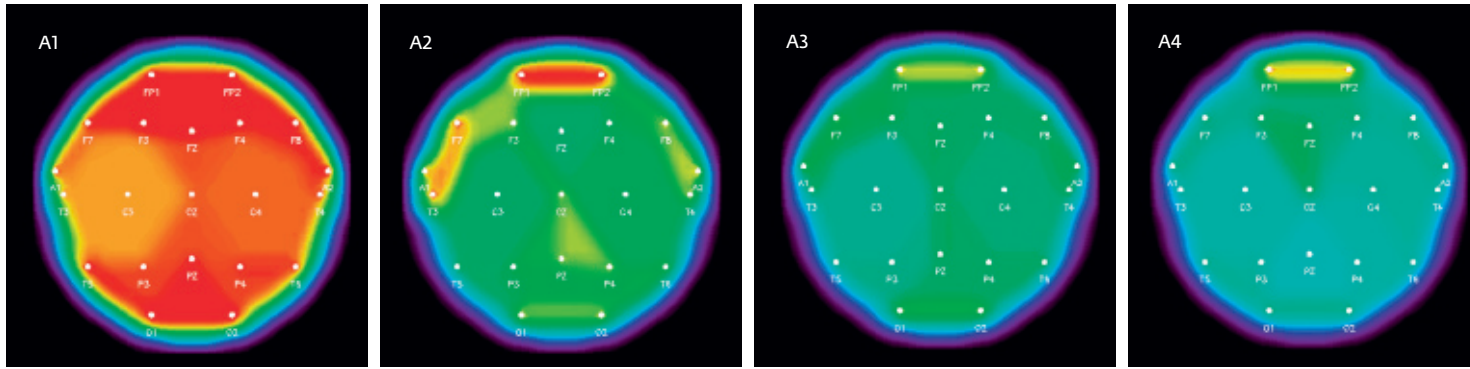 A1 A2 A3 A4
FP1 FP2 FP1 FP2 FP1 FP2 FP1 FP2
F7 F3 FZ F4 F8 F7 F3 FZ F4 F8 F7 F3 FZ F4 F8 F7 F3 FZ F4 F8
A1 A2 A1 A2 A1 A2 A1 A2
T3 C3 CZ C4 T4 T3 C3 CZ C4 T4 T3 C3 CZ C4 T4 T3 C3 CZ C4 T4
T5 P3 PZ P4 T6 T5 P3 PZ P4 T6 T5 P3 PZ P4 T6 T5 P3 PZ P4 T6
O1 O2 O1 O2 O1 O2 O1 O2